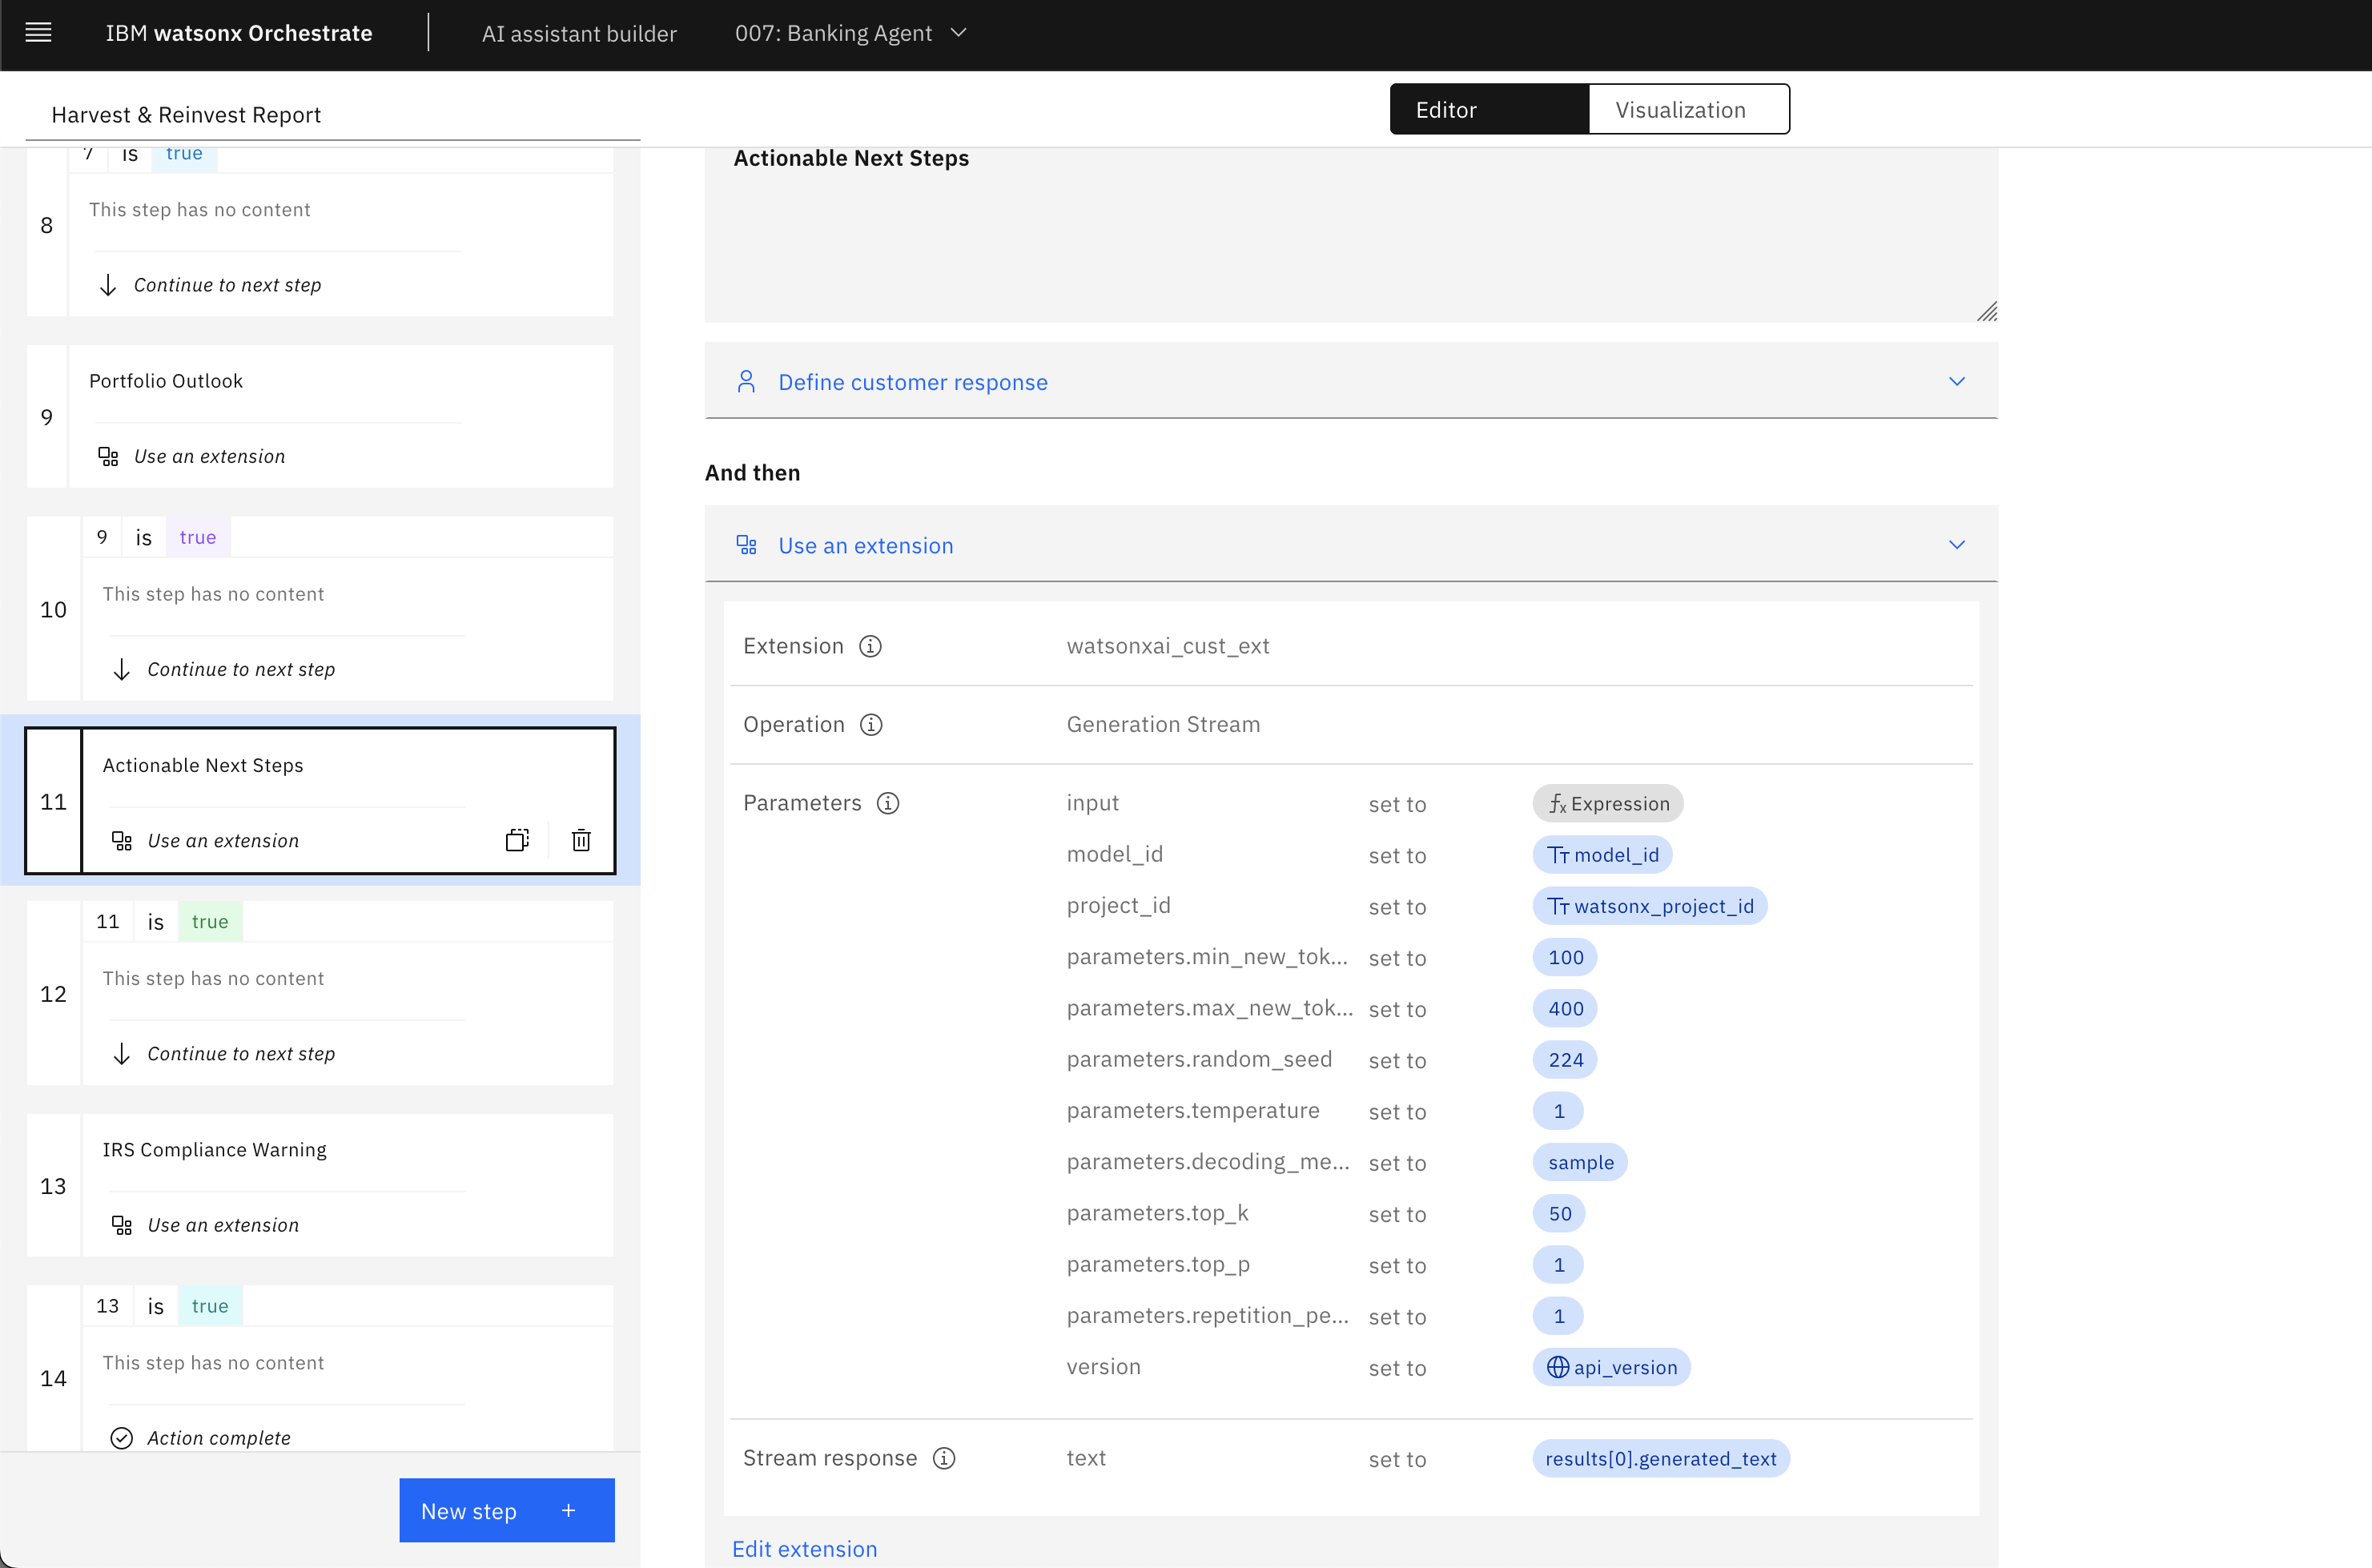 IBM watsonx Orchestrate
AI assistant builder
007: Banking Agent
Harvest & Reinvest Report
Editor
Visualization
7 is true
8
This step has no content
Continue to next step
9
Portfolio Outlook
Use an extension
9 is true
10
This step has no content
Continue to next step
11
Actionable Next Steps
Use an extension
11 is true
12
This step has no content
Continue to next step
13
IRS Compliance Warning
Use an extension
13 is true
14
This step has no content
Action complete
New step +
Actionable Next Steps
Define customer response
And then
Use an extension
Extension watsonxai_cust_ext
Operation Generation Stream
Parameters input set to fx Expression
model_id set to TT model_id
project_id set to TT watsonx_project_id
parameters.min_new_tok... set to 100
parameters.max_new_tok... set to 400
parameters.random_seed set to 224
parameters.temperature set to 1
parameters.decoding_me... set to sample
parameters.top_k set to 50
parameters.top_p set to 1
parameters.repetition_pe... set to 1
version set to api_version
Stream response text set to results[0].generated_text
Edit extension